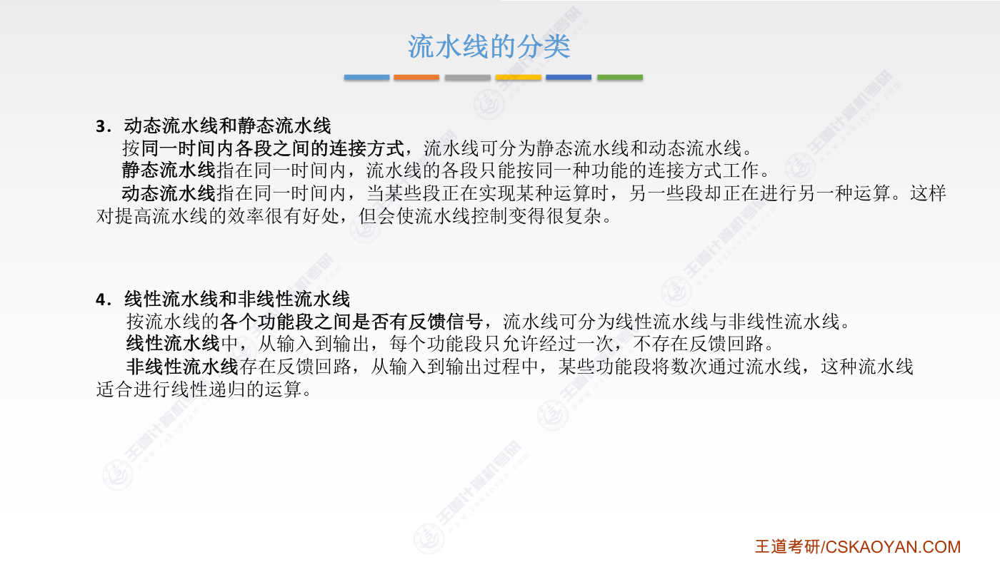 流水线的分类
3．动态流水线和静态流水线
按同一时间内各段之间的连接方式，流水线可分为静态流水线和动态流水线。
静态流水线指在同一时间内，流水线的各段只能按同一种功能的连接方式工作。
动态流水线指在同一时间内，当某些段正在实现某种运算时，另一些段却正在进行另一种运算。这样
对提高流水线的效率很有好处，但会使流水线控制变得很复杂。
4．线性流水线和非线性流水线
按流水线的各个功能段之间是否有反馈信号，流水线可分为线性流水线与非线性流水线。
线性流水线中，从输入到输出，每个功能段只允许经过一次，不存在反馈回路。
非线性流水线存在反馈回路，从输入到输出过程中，某些功能段将数次通过流水线，这种流水线
适合进行线性递归的运算。
王道考研/CSKAOYAN.COM
王道计算机考研
www.cskaoyan.com